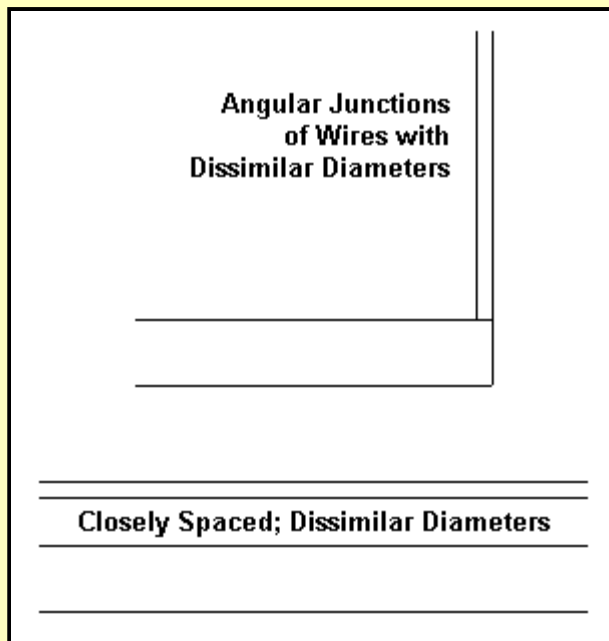 Angular Junctions
of Wires with
Dissimilar Diameters
Closely Spaced; Dissimilar Diameters